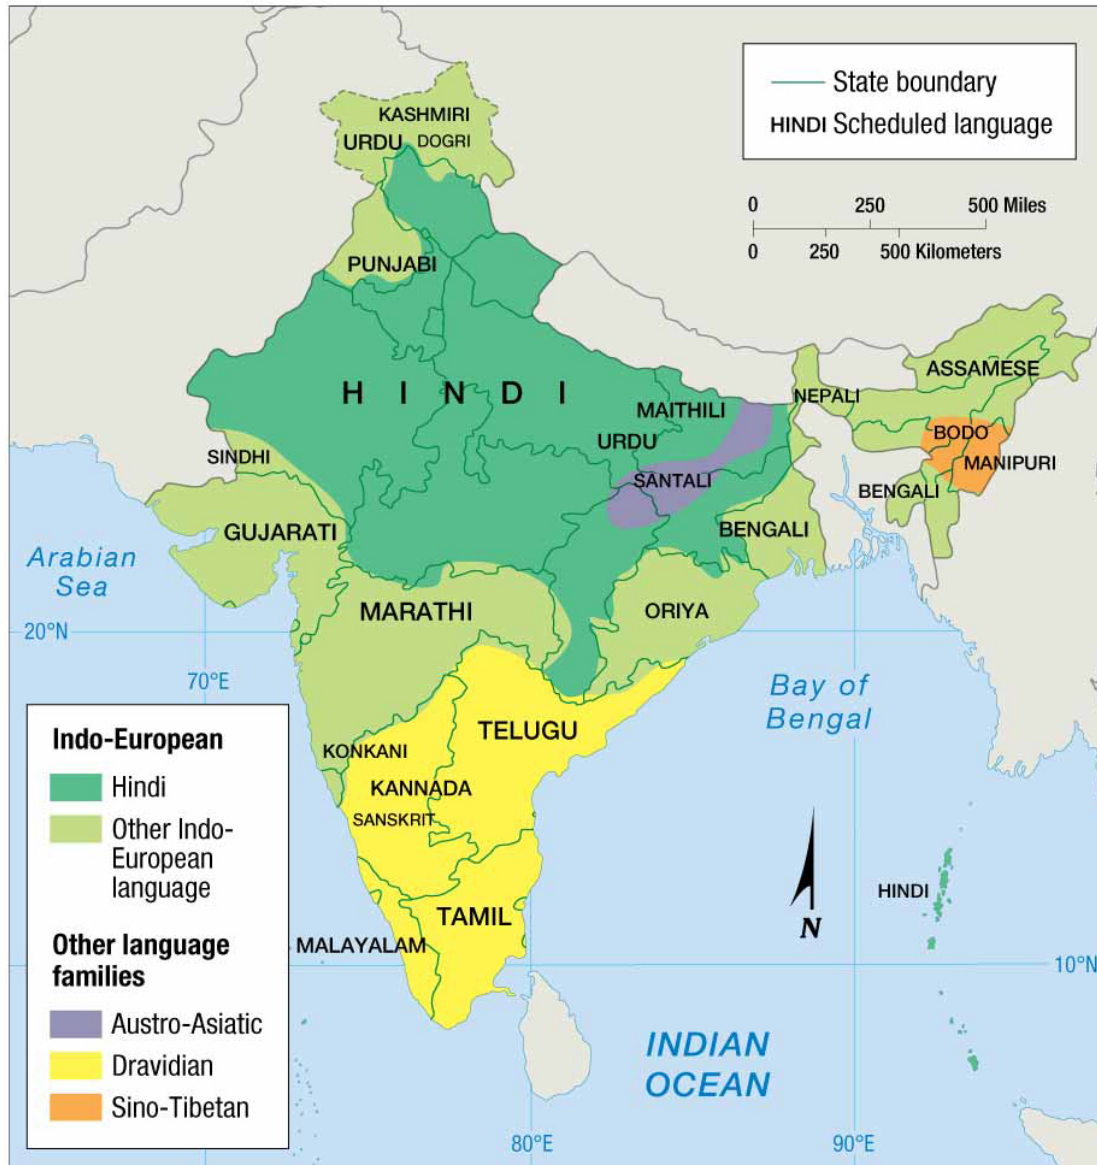 State boundary
HINDI Scheduled language
0 250 500 Miles
0 250 500 Kilometers
KASHMIRI
URDU DOGRI
PUNJABI
HINDI
MAITHILI
URDU
NEPALI
ASSAMESE
BODO
MANIPURI
BENGALI
SINDHI
SANTALI
GUJARATI
BENGALI
Arabian
Sea
MARATHI
ORIYA
20°N
70°E
Bay of
Bengal
TELUGU
KONKANI
KANNADA
SANSKRIT
HINDI
N
TAMIL
MALAYALAM
10°N
INDIAN
OCEAN
80°E
90°E
Indo-European
Hindi
Other Indo-
European
language
Other language
families
Austro-Asiatic
Dravidian
Sino-Tibetan